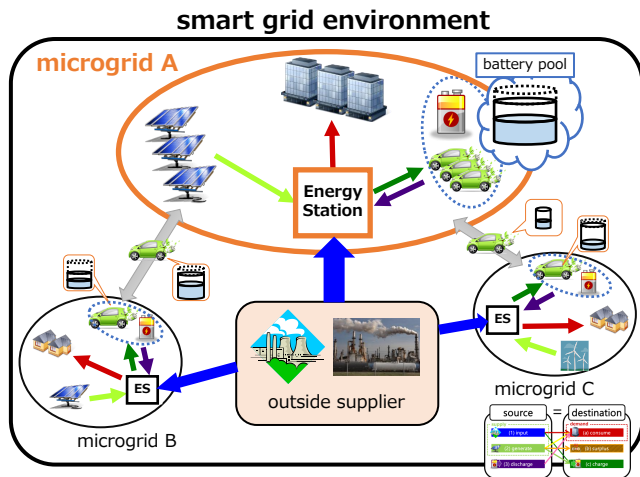 smart grid environment
microgrid A
battery pool
Energy
Station
ES
ES
outside supplier
microgrid B
microgrid C
source = destination
supply
demand
(1) input
(a) consume
(2) generate
(b) surplus
(3) discharge
(c) charge